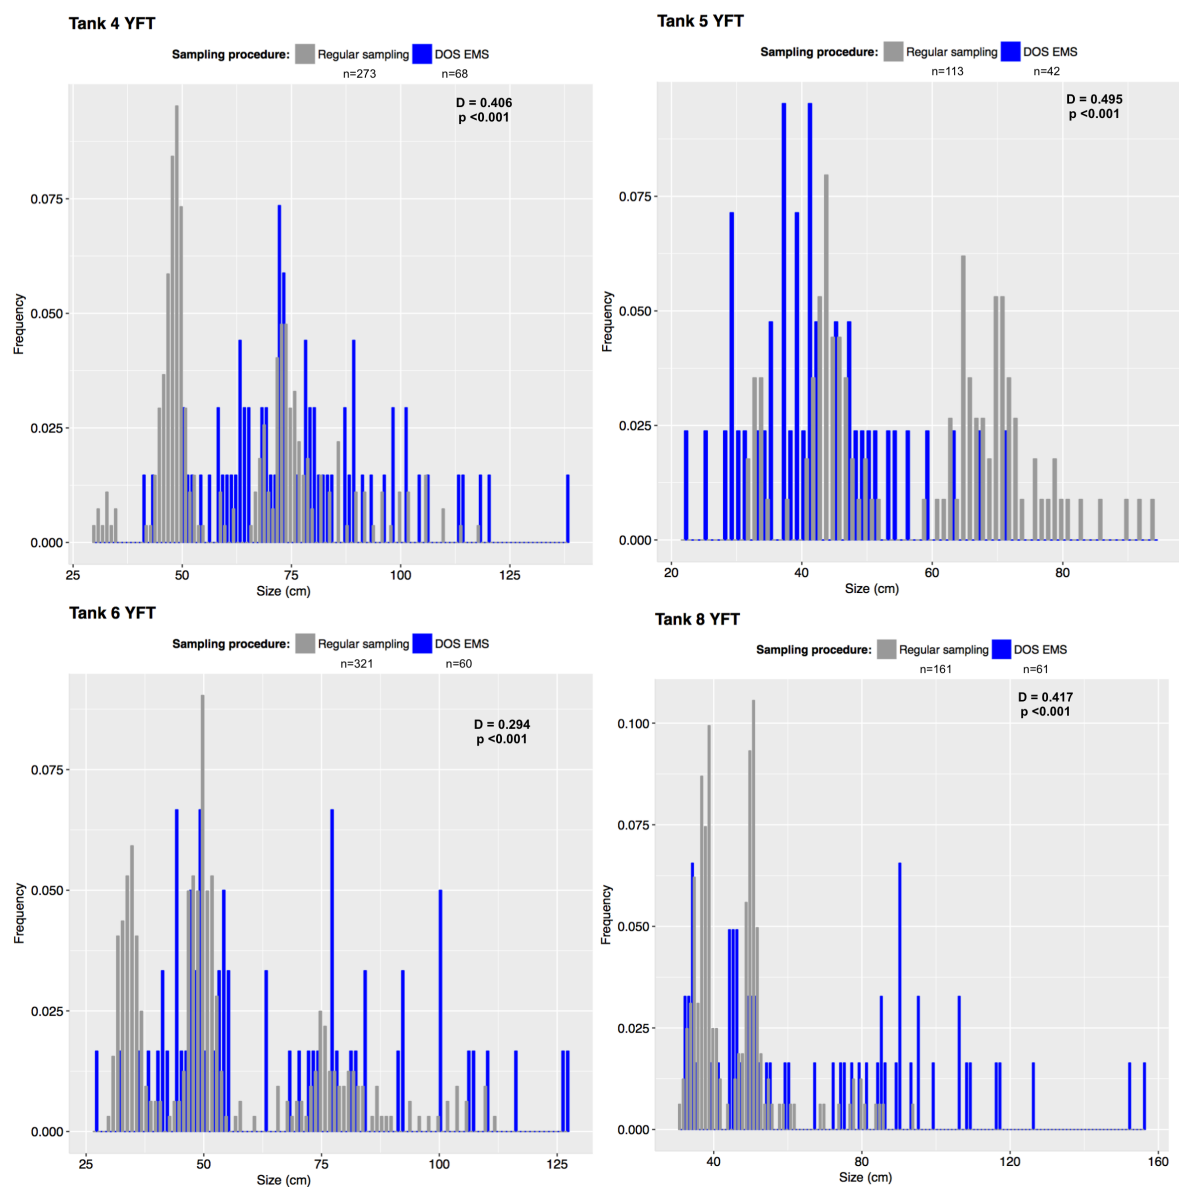 Tank 4 YFT
Sampling procedure: Regular sampling DOS EMS
n=273 n=68
D = 0.406
p <0.001
0.075
0.050
0.025
0.000
Frequency
25 50 75 100 125
Size (cm)
Tank 5 YFT
Sampling procedure: Regular sampling DOS EMS
n=113 n=42
D = 0.495
p <0.001
0.075
0.050
0.025
0.000
Frequency
20 40 60 80
Size (cm)
Tank 6 YFT
Sampling procedure: Regular sampling DOS EMS
n=321 n=60
D = 0.294
p <0.001
0.075
0.050
0.025
0.000
Frequency
25 50 75 100 125
Size (cm)
Tank 8 YFT
Sampling procedure: Regular sampling DOS EMS
n=161 n=61
D = 0.417
p <0.001
0.100
0.075
0.050
0.025
0.000
Frequency
40 80 120 160
Size (cm)